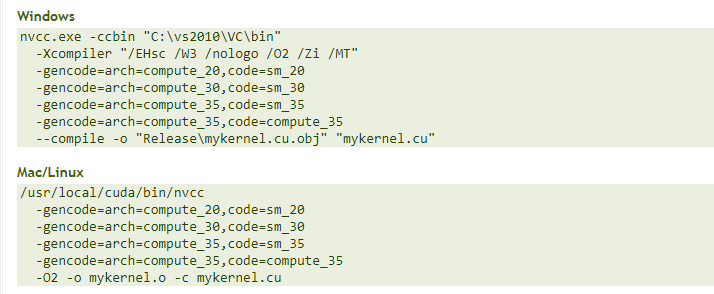 Windows
nvcc.exe -ccbin "C:\vs2010\VC\bin"
-Xcompiler "/EHsc /W3 /nologo /O2 /Zi /MT"
-gencode=arch=compute_20,code=sm_20
-gencode=arch=compute_30,code=sm_30
-gencode=arch=compute_35,code=sm_35
-gencode=arch=compute_35,code=compute_35
--compile -o "Release\mykernel.cu.obj" "mykernel.cu"
Mac/Linux
/usr/local/cuda/bin/nvcc
-gencode=arch=compute_20,code=sm_20
-gencode=arch=compute_30,code=sm_30
-gencode=arch=compute_35,code=sm_35
-gencode=arch=compute_35,code=compute_35
-O2 -o mykernel.o -c mykernel.cu